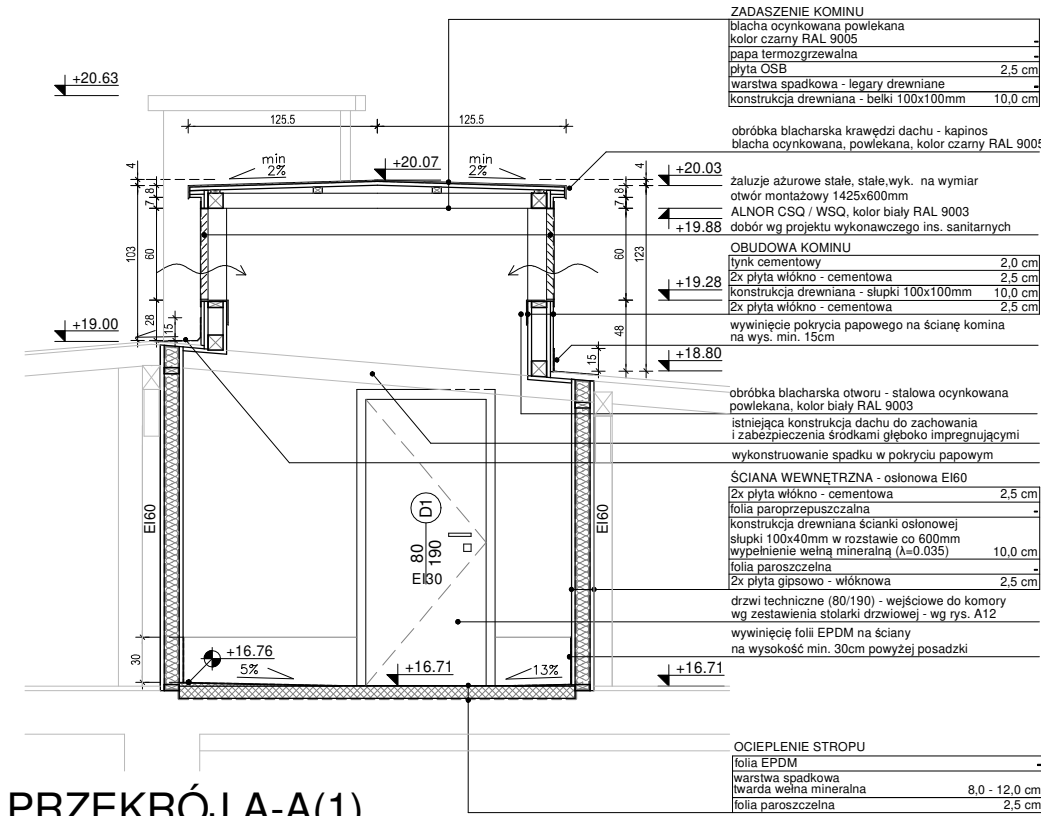 ZADASZENIE KOMINU
blacha ocynkowana powlekana
kolor czarny RAL 9005 -
papa termozgrzewalna -
płyta OSB 2,5 cm
warstwa spadkowa - legary drewniane -
konstrukcja drewniana - belki 100x100mm 10,0 cm
obróbka blacharska krawędzi dachu - kapinos
blacha ocynkowana, powlekana, kolor czarny RAL 9005
żaluzje ażurowe stałe, stałe,wyk. na wymiar
otwór montażowy 1425x600mm
ALNOR CSQ / WSQ, kolor biały RAL 9003
dobór wg projektu wykonawczego ins. sanitarnych
OBUDOWA KOMINU
tynk cementowy 2,0 cm
2x płyta włókno - cementowa 2,5 cm
konstrukcja drewniana - słupki 100x100mm 10,0 cm
2x płyta włókno - cementowa 2,5 cm
wywinięcie pokrycia papowego na ścianę komina
na wys. min. 15cm
obróbka blacharska otworu - stalowa ocynkowana
powlekana, kolor biały RAL 9003
istniejąca konstrukcja dachu do zachowania
i zabezpieczenia środkami głęboko impregnującymi
wykonstruowanie spadku w pokryciu papowym
ŚCIANA WEWNĘTRZNA - osłonowa EI60
2x płyta włókno - cementowa 2,5 cm
folia paroprzepuszczalna -
konstrukcja drewniana ścianki osłonowej
słupki 100x40mm w rozstawie co 600mm
wypełnienie wełną mineralną (λ=0.035) 10,0 cm
folia paroszczelna -
2x płyta gipsowo - włóknowa 2,5 cm
drzwi techniczne (80/190) - wejściowe do komory
wg zestawienia stolarki drzwiowej - wg rys. A12
wywinięcie folii EPDM na ściany
na wysokość min. 30cm powyżej posadzki
OCIEPLENIE STROPU
folia EPDM -
warstwa spadkowa
twarda wełna mineralna 8,0 - 12,0 cm
folia paroszczelna 2,5 cm
+20.63
125.5 125.5
min 2%
+20.07
min 2%
+20.03
+19.88
+19.28
+19.00
+18.80
4
7 8
103
60
28
15
4
7 8
60
123
48
15
EI60
D1
80
190
EI30
EI60
30
+16.76
5%
+16.71
13%
+16.71
PRZEKRÓJ A-A(1)